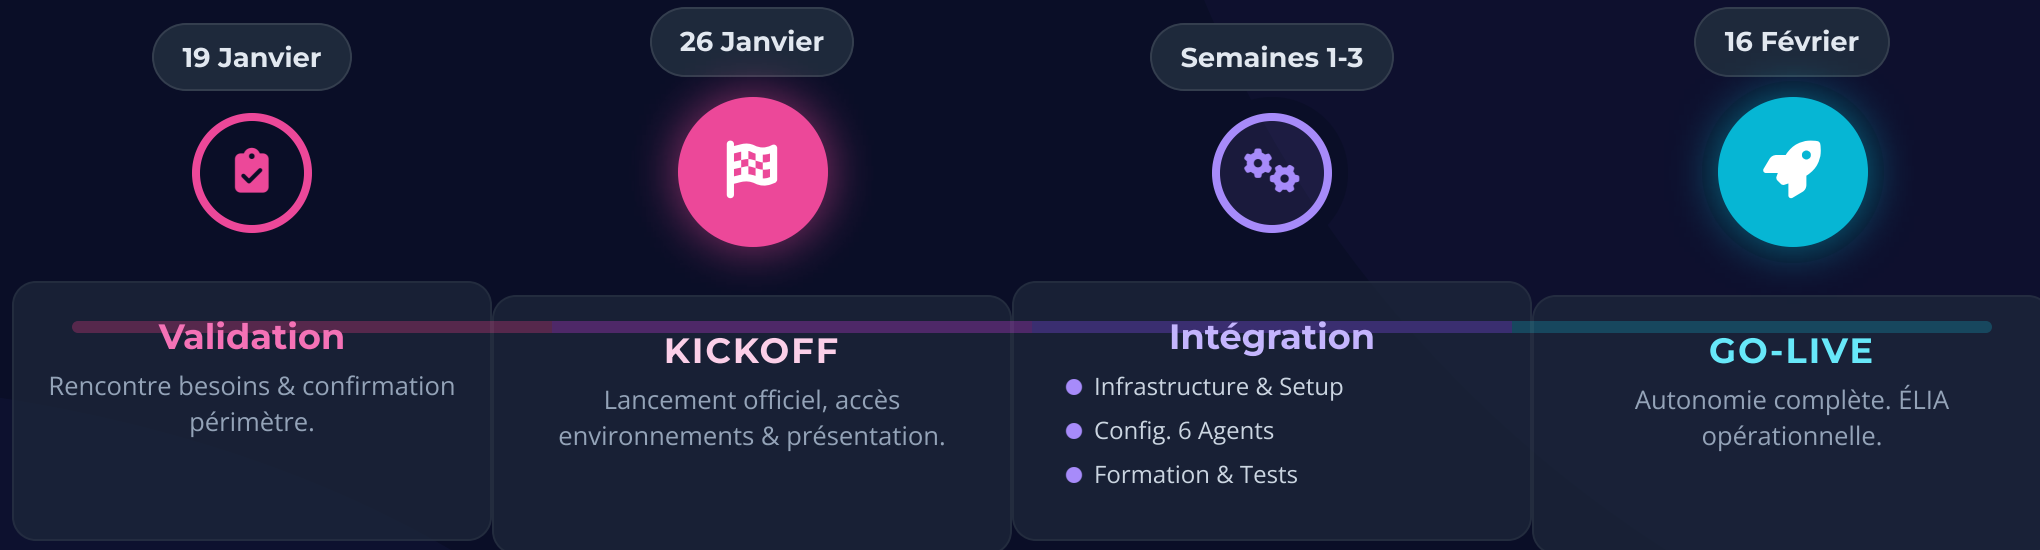 19 Janvier
Validation
Rencontre besoins & confirmation
périmètre.
26 Janvier
KICKOFF
Lancement officiel, accès
environnements & présentation.
Semaines 1-3
Intégration
Infrastructure & Setup
Config. 6 Agents
Formation & Tests
16 Février
GO-LIVE
Autonomie complète. ÉLIA
opérationnelle.